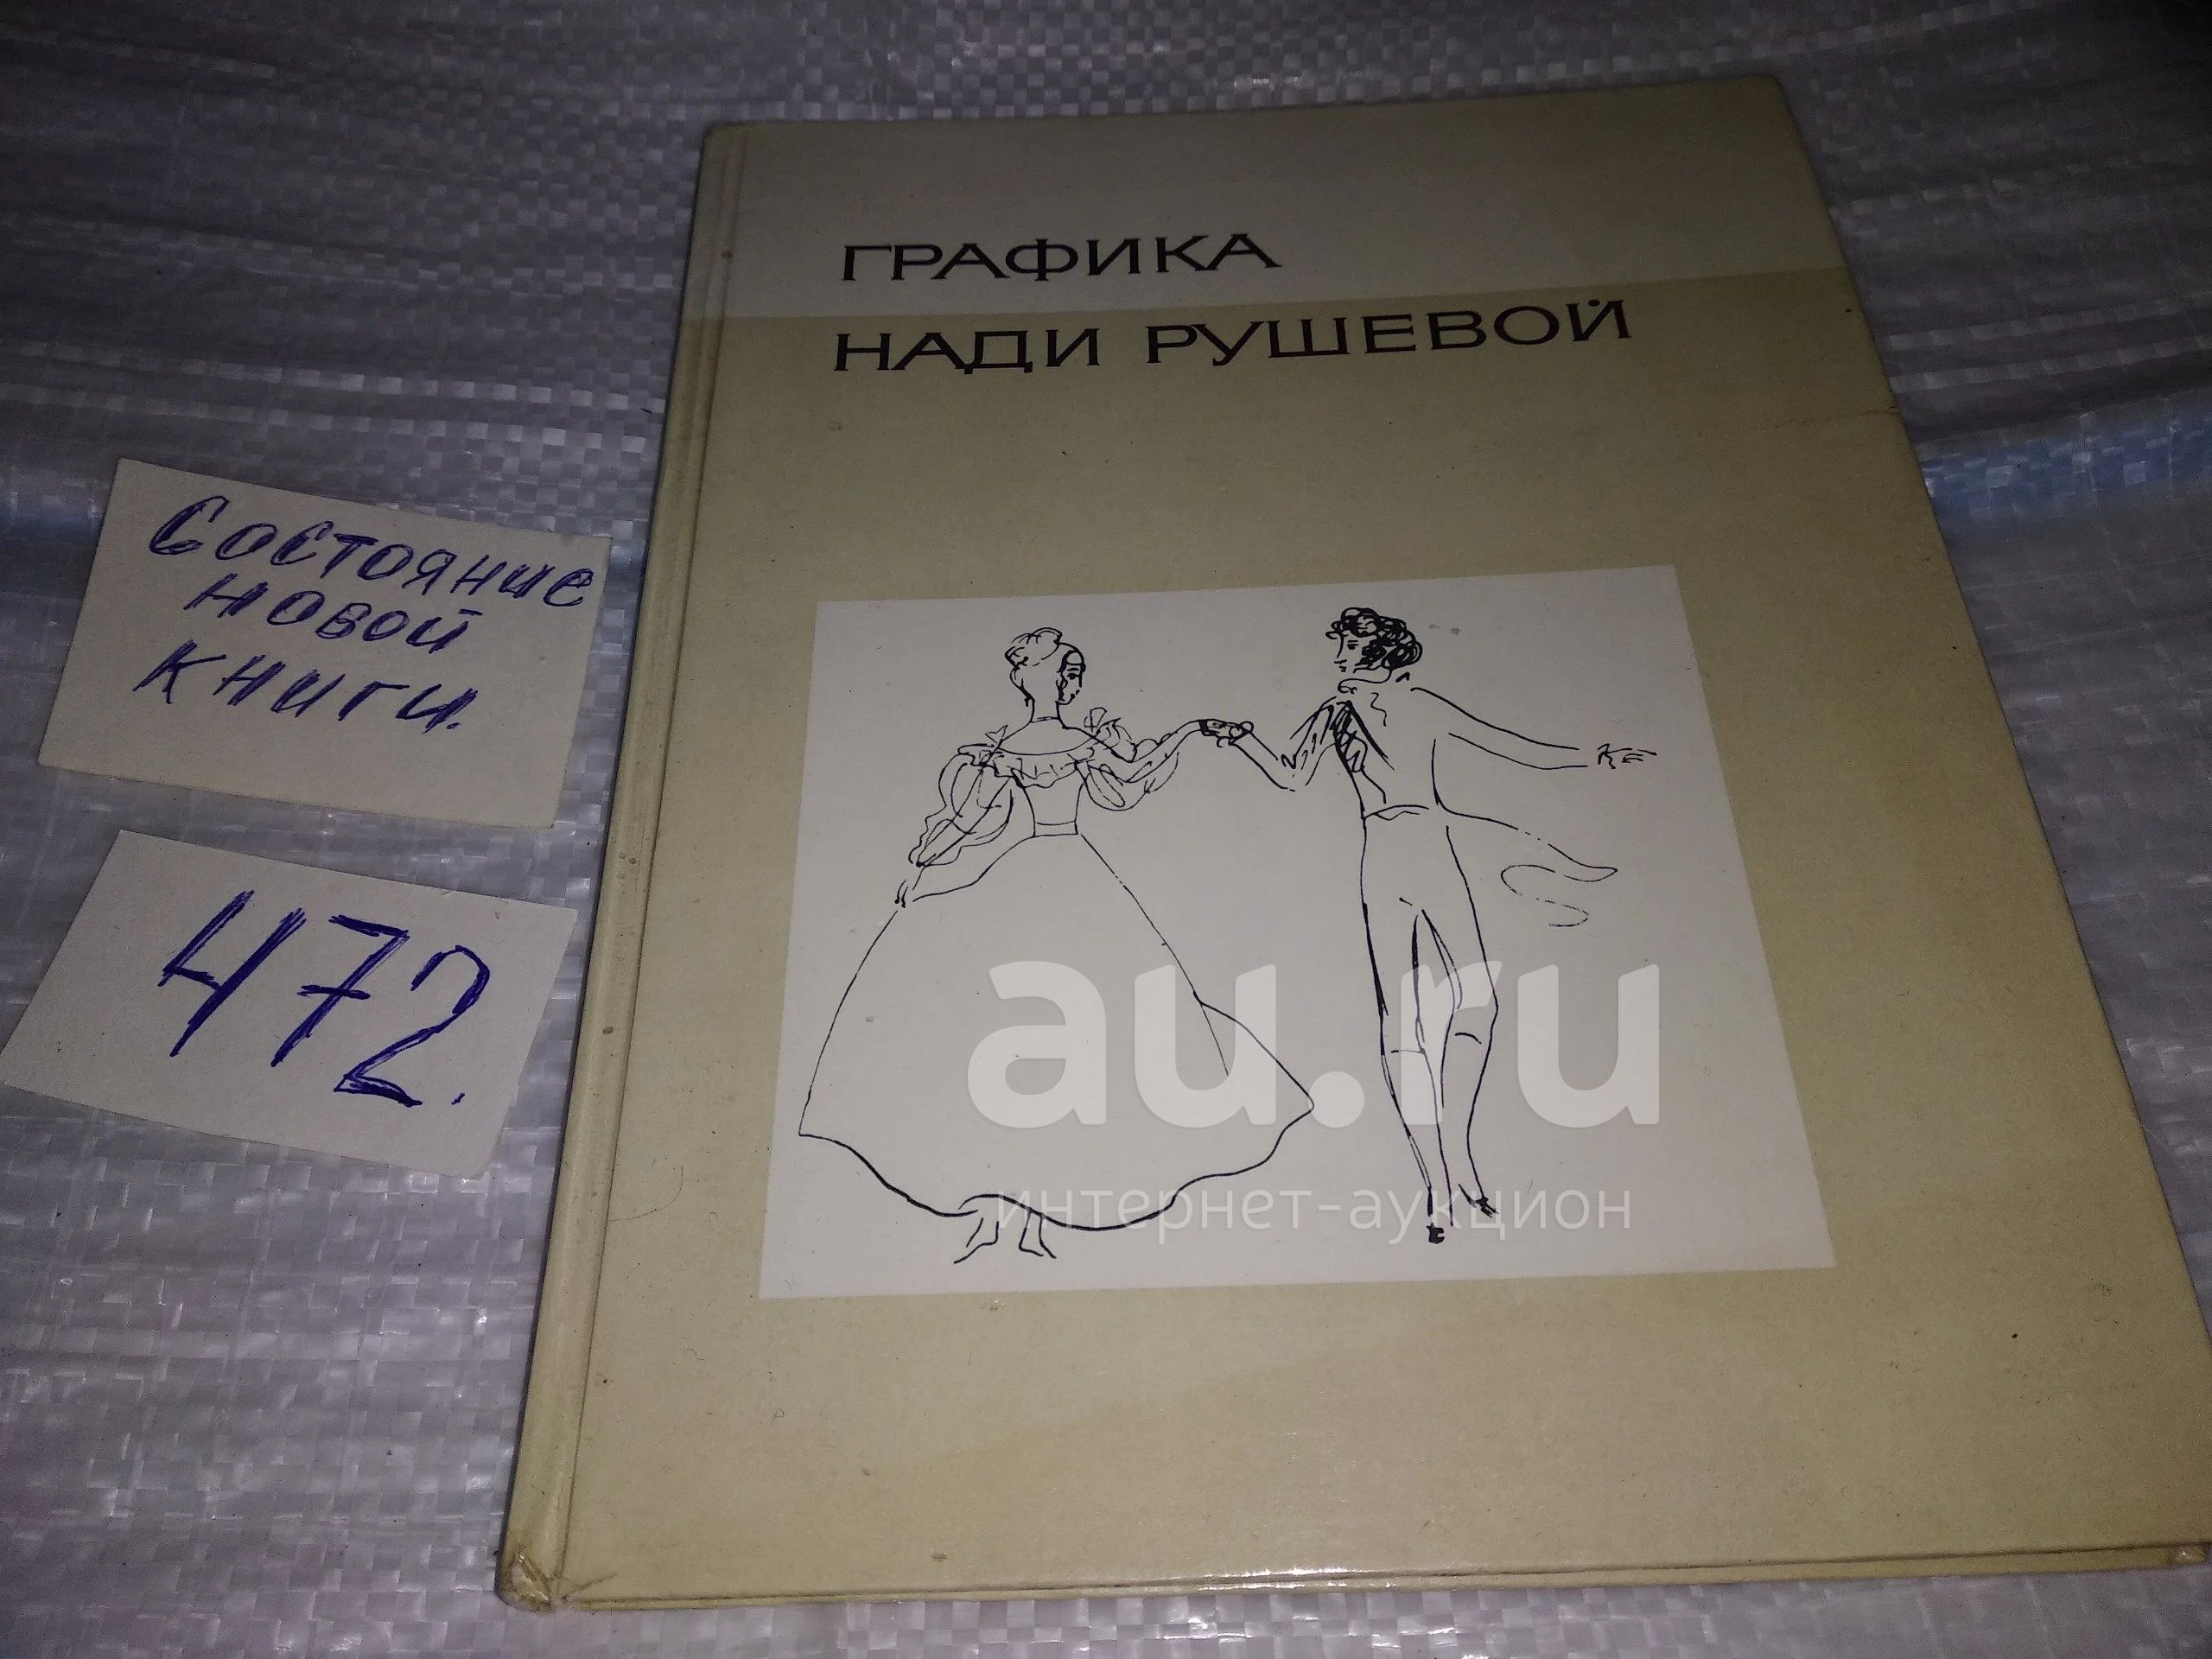 ГРАФИКА
НАДИ РУШЕВОЙ
Состояние
новой
книги.
472.
au.ru
интернет-аукцион